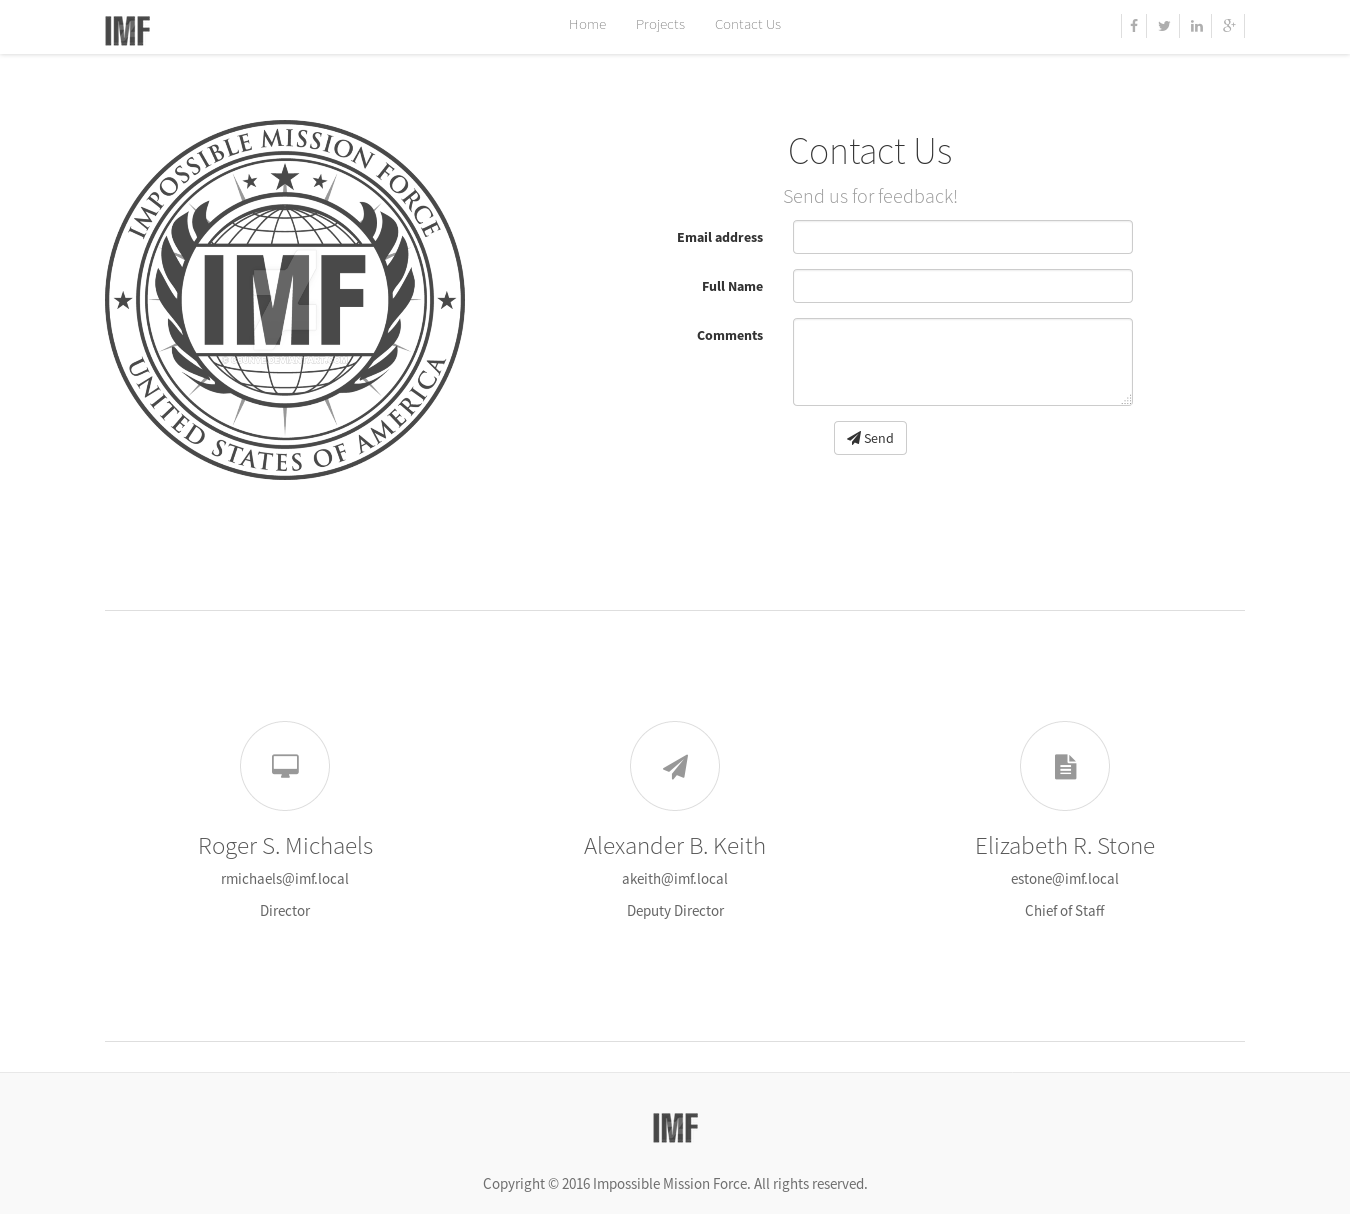 IMF
Home Projects Contact Us
IMPOSSIBLE MISSION FORCE
IMF
UNITED STATES OF AMERICA
Contact Us
Send us for feedback!
Email address
Full Name
Comments
Send
Roger S. Michaels
rmichaels@imf.local
Director
Alexander B. Keith
akeith@imf.local
Deputy Director
Elizabeth R. Stone
estone@imf.local
Chief of Staff
IMF
Copyright © 2016 Impossible Mission Force. All rights reserved.